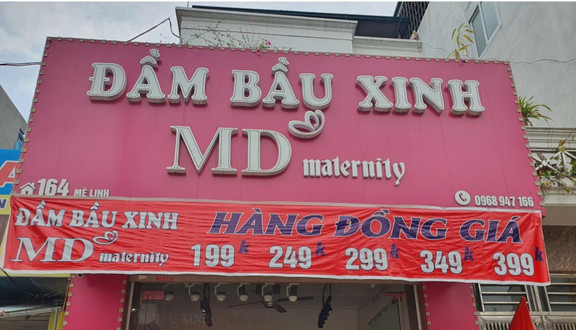 ĐẦM BẦU XINH
MD maternity
164 MÊ LINH
0968 947 166
ĐẦM BẦU XINH
MD maternity
HÀNG ĐỒNG GIÁ
199k 249k 299k 349k 399k